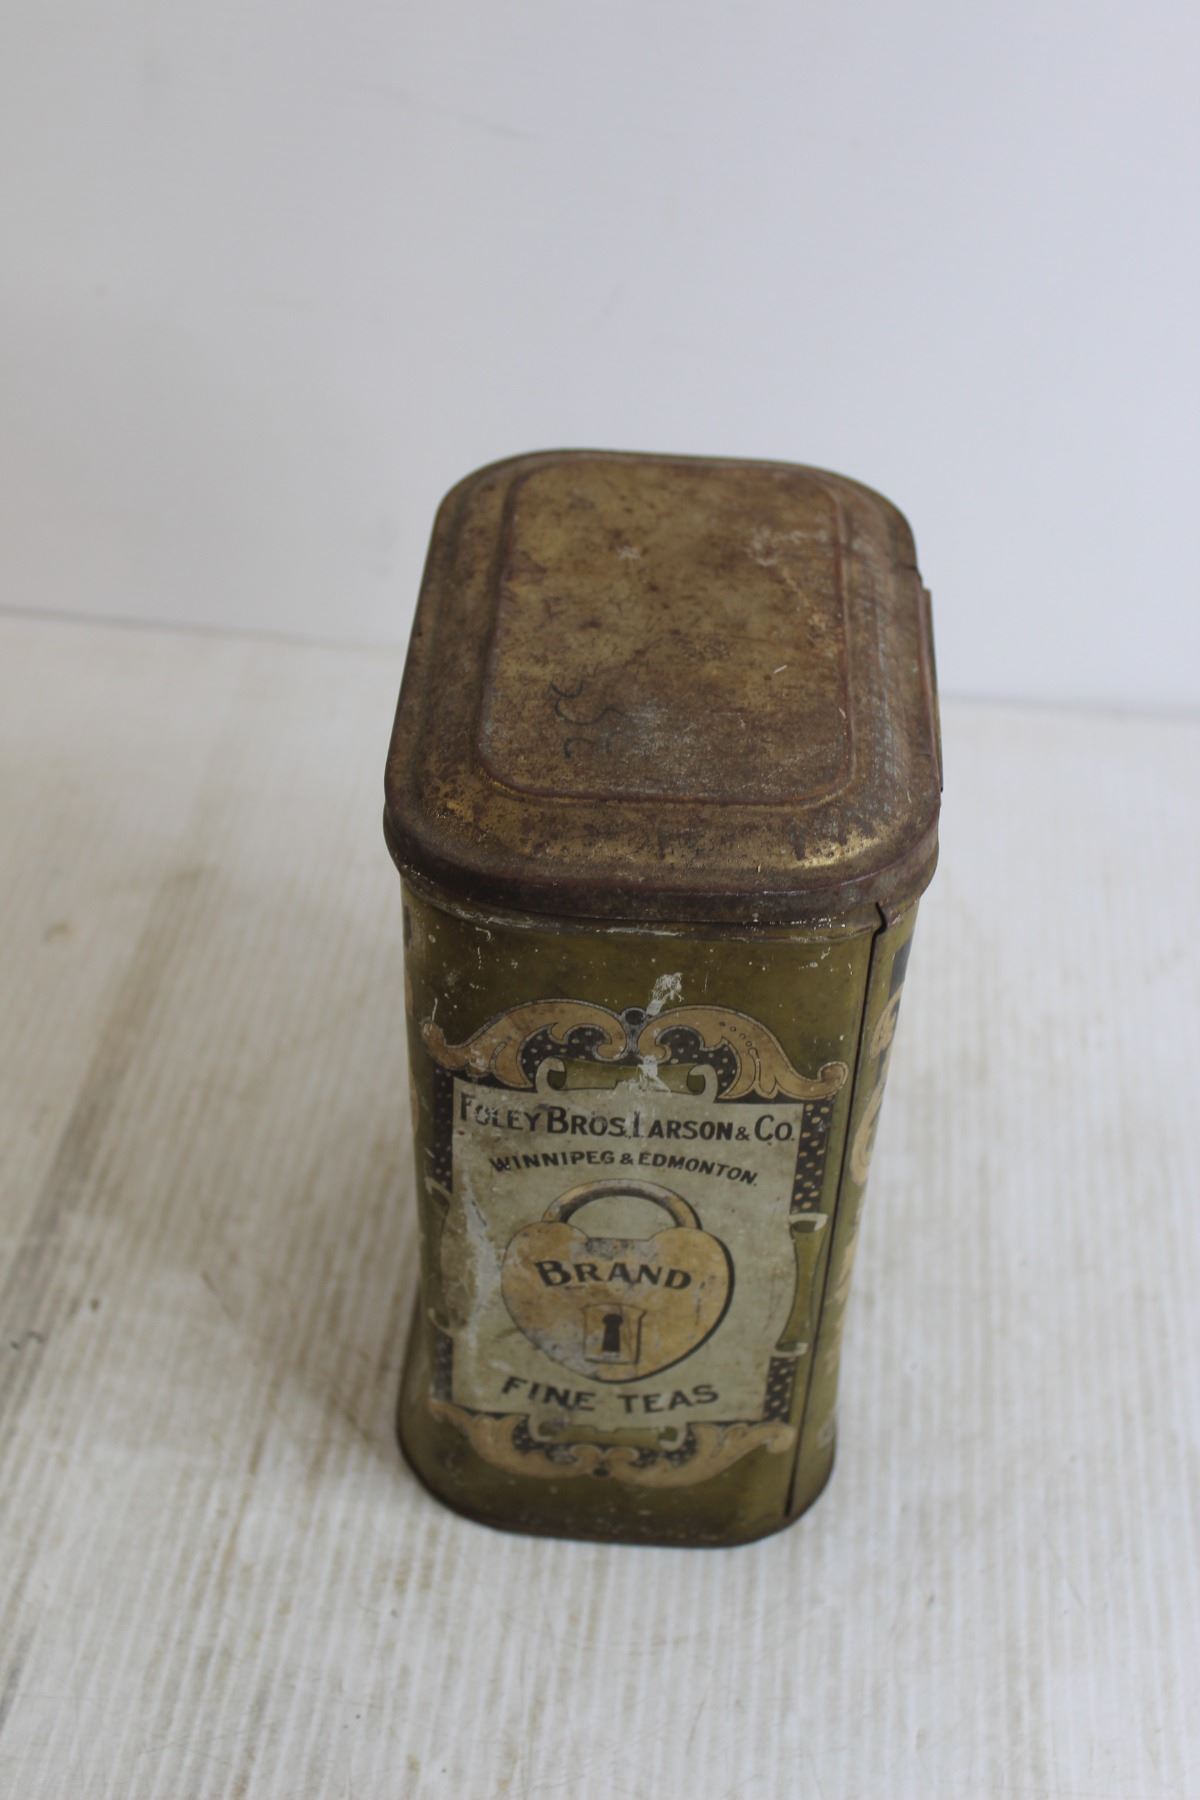 FOLEY BROS. LARSON & CO.
WINNIPEG & EDMONTON.
BRAND
FINE TEAS